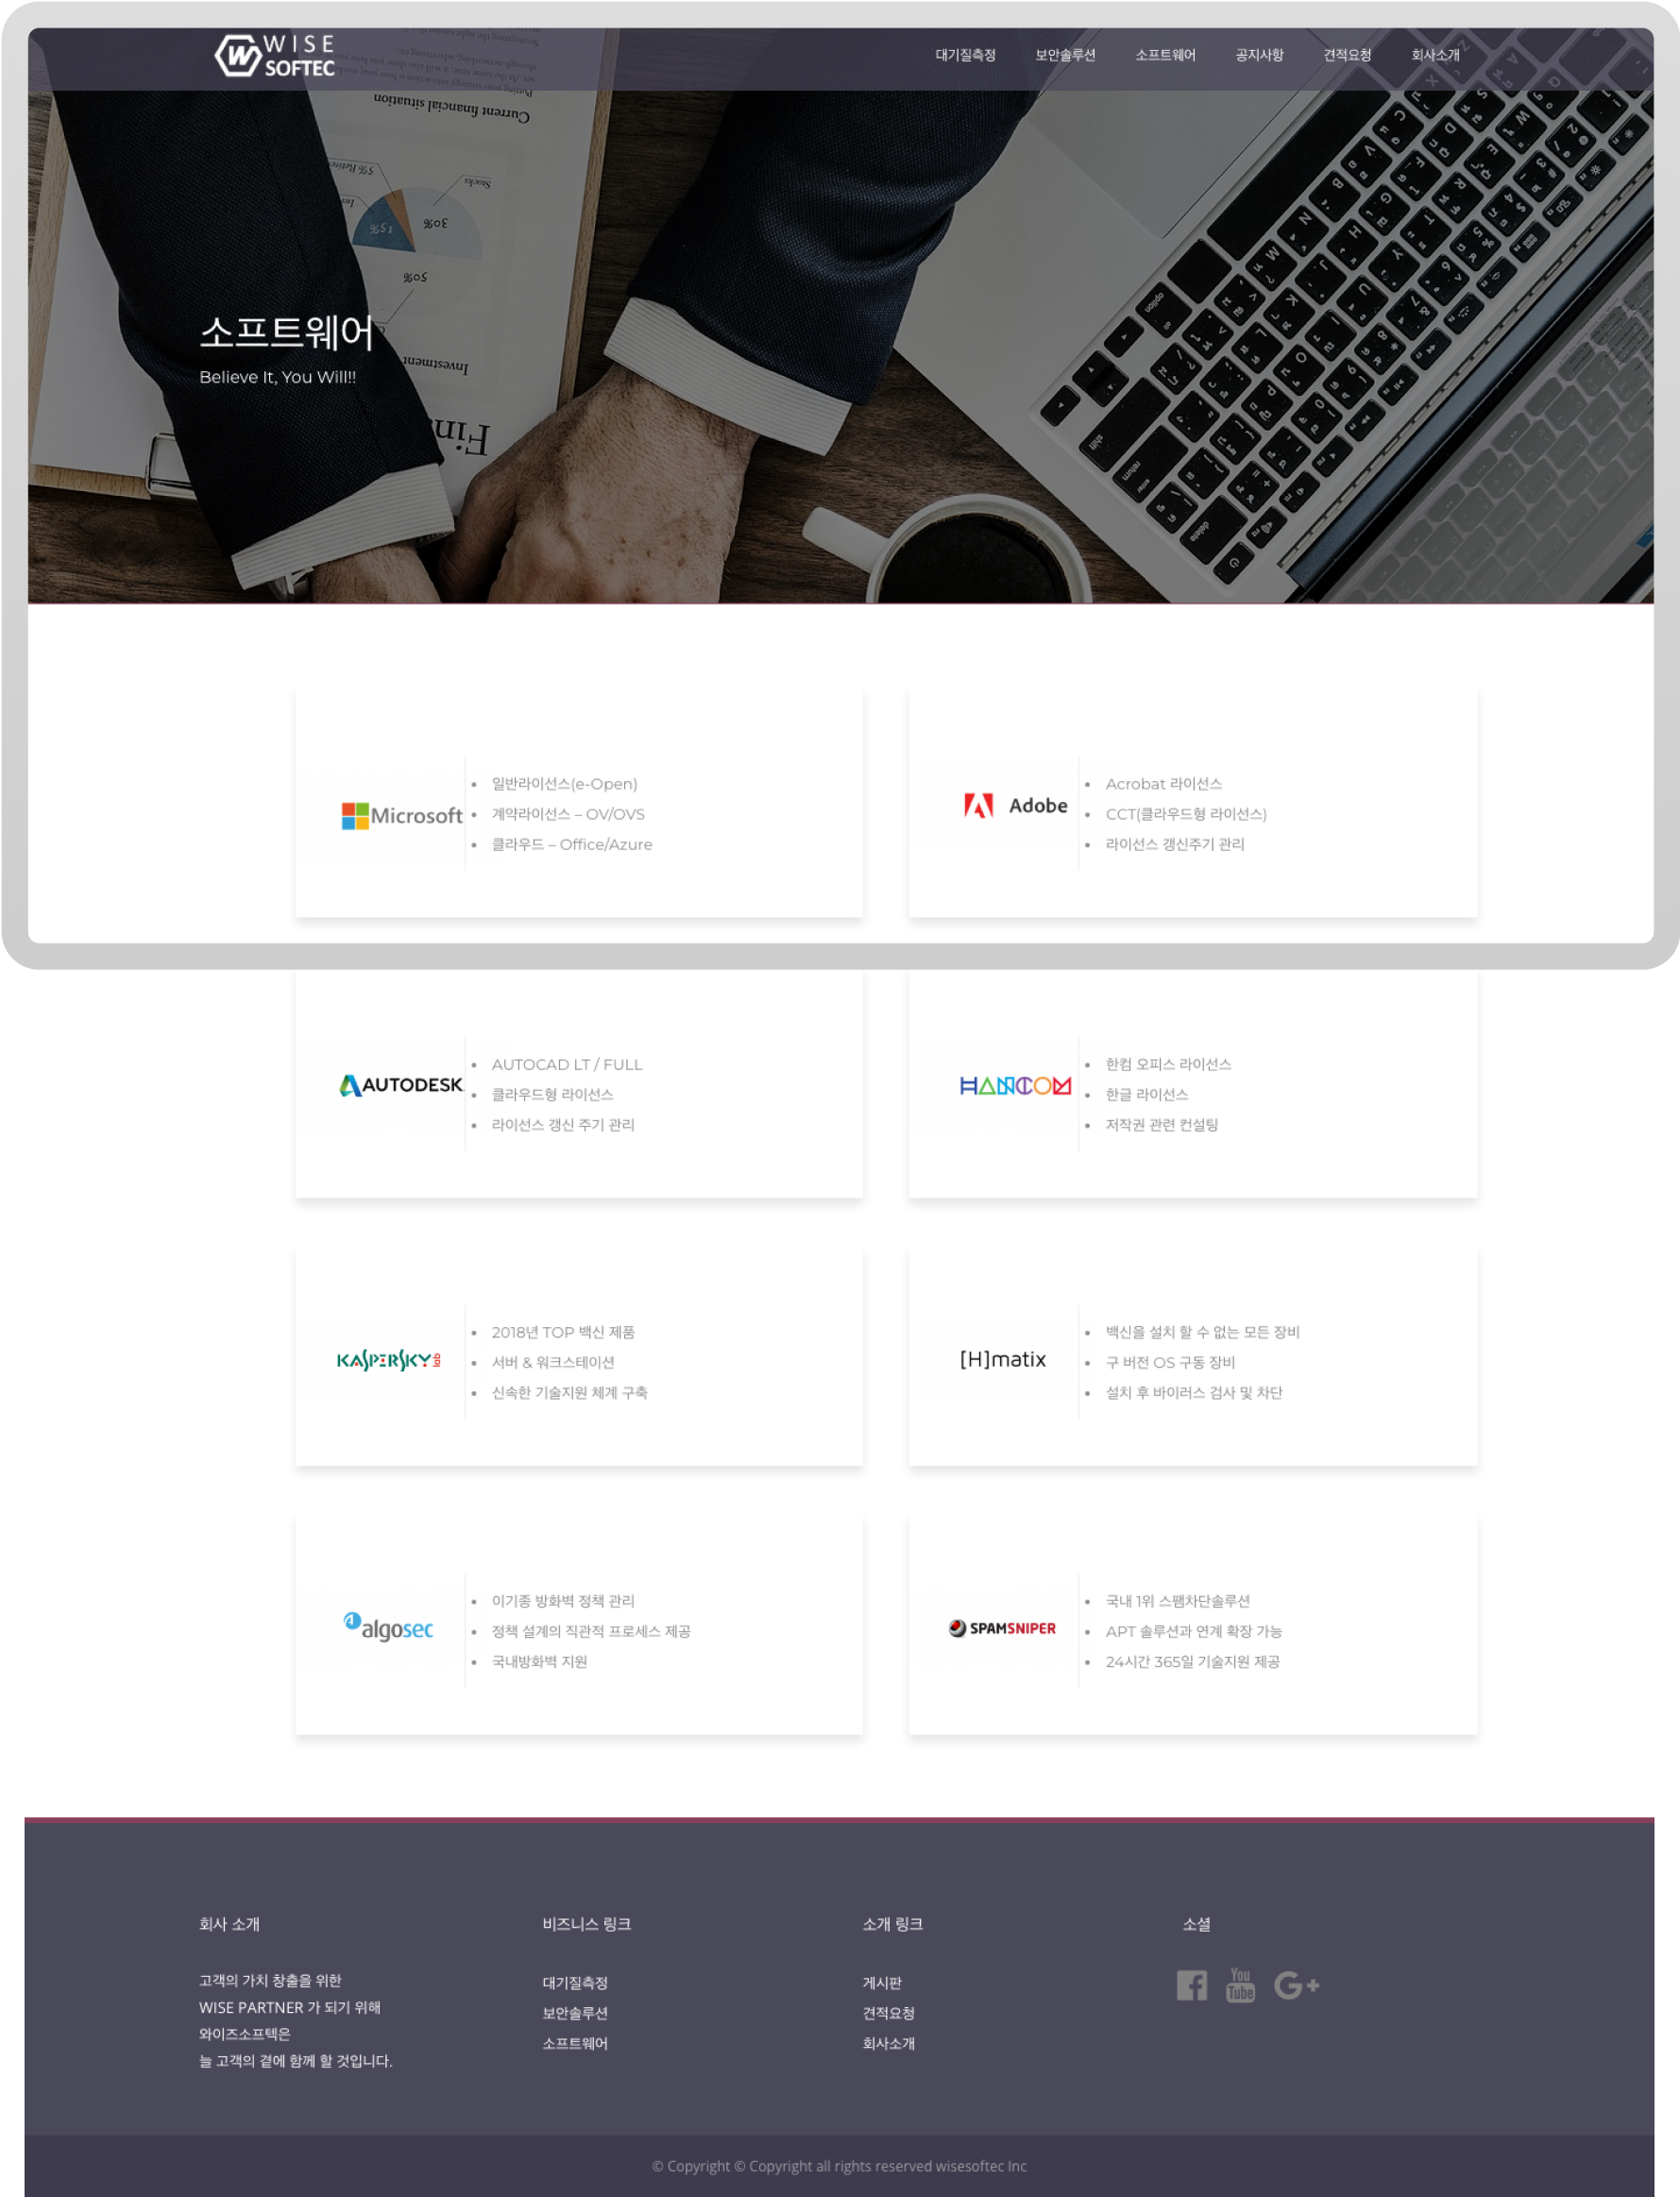 WISE
SOFTEC
대기질측정 보안솔루션 소프트웨어 공지사항 견적요청 회사소개
Current financial situation
5% Retire
Stocks
15%
30%
50%
Investment
소프트웨어
Believe It, You Will!!
Microsoft
일반라이선스(e-Open)
계약라이선스 – OV/OVS
클라우드 – Office/Azure
Adobe
Acrobat 라이선스
CCT(클라우드형 라이선스)
라이선스 갱신주기 관리
AUTODESK
AUTOCAD LT / FULL
클라우드형 라이선스
라이선스 갱신 주기 관리
HANCOM
한컴 오피스 라이선스
한글 라이선스
저작권 관련 컨설팅
KASPERSKY lab
2018년 TOP 백신 제품
서버 & 워크스테이션
신속한 기술지원 체계 구축
[H]matix
백신을 설치 할 수 없는 모든 장비
구 버전 OS 구동 장비
설치 후 바이러스 검사 및 차단
algosec
이기종 방화벽 정책 관리
정책 설계의 직관적 프로세스 제공
국내방화벽 지원
SPAMSNIPER
국내 1위 스팸차단솔루션
APT 솔루션과 연계 확장 가능
24시간 365일 기술지원 제공
회사 소개
고객의 가치 창출을 위한
WISE PARTNER 가 되기 위해
와이즈소프텍은
늘 고객의 곁에 함께 할 것입니다.
비즈니스 링크
대기질측정
보안솔루션
소프트웨어
소개 링크
게시판
견적요청
회사소개
소셜
You
Tube
G+
© Copyright © Copyright all rights reserved wisesoftec Inc